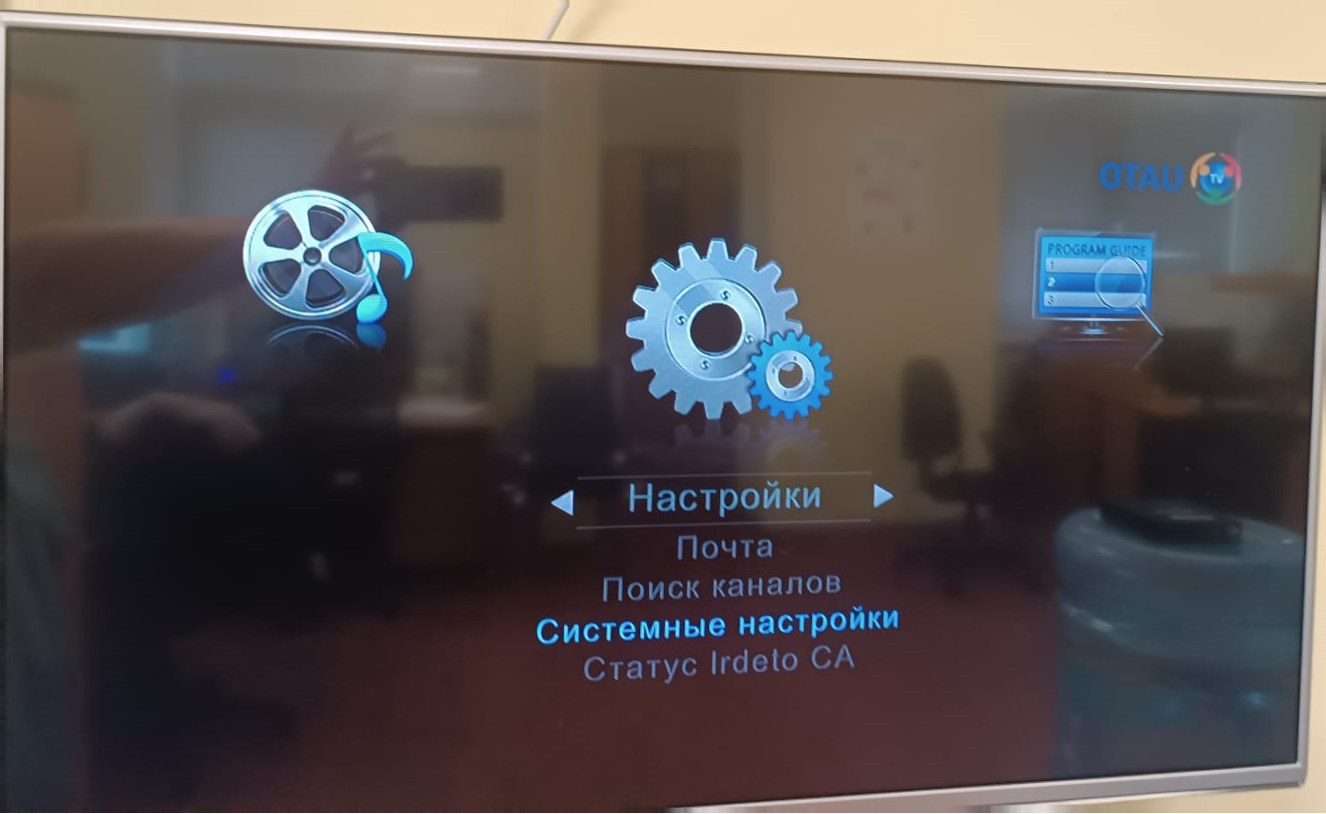 OTAU TV
PROGRAM GUIDE
1
2
3
Настройки
Почта
Поиск каналов
Системные настройки
Статус Irdeto CA